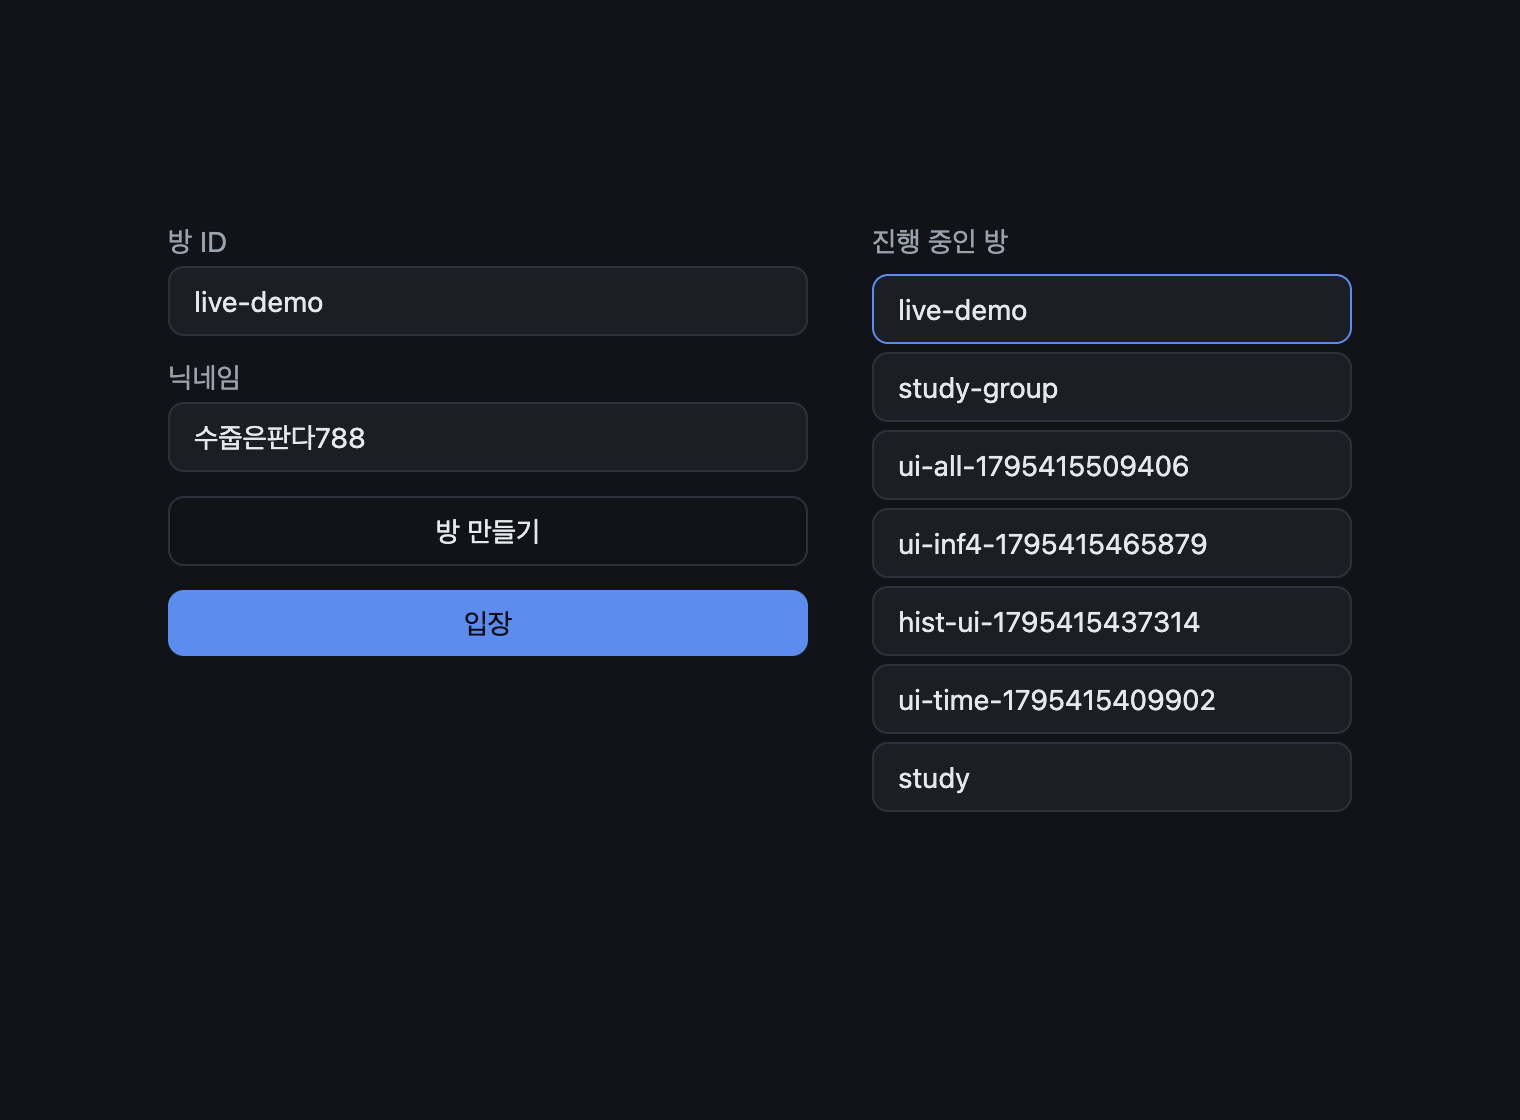 방 ID
live-demo
닉네임
수줍은판다788
방 만들기
입장
진행 중인 방
live-demo
study-group
ui-all-1795415509406
ui-inf4-1795415465879
hist-ui-1795415437314
ui-time-1795415409902
study